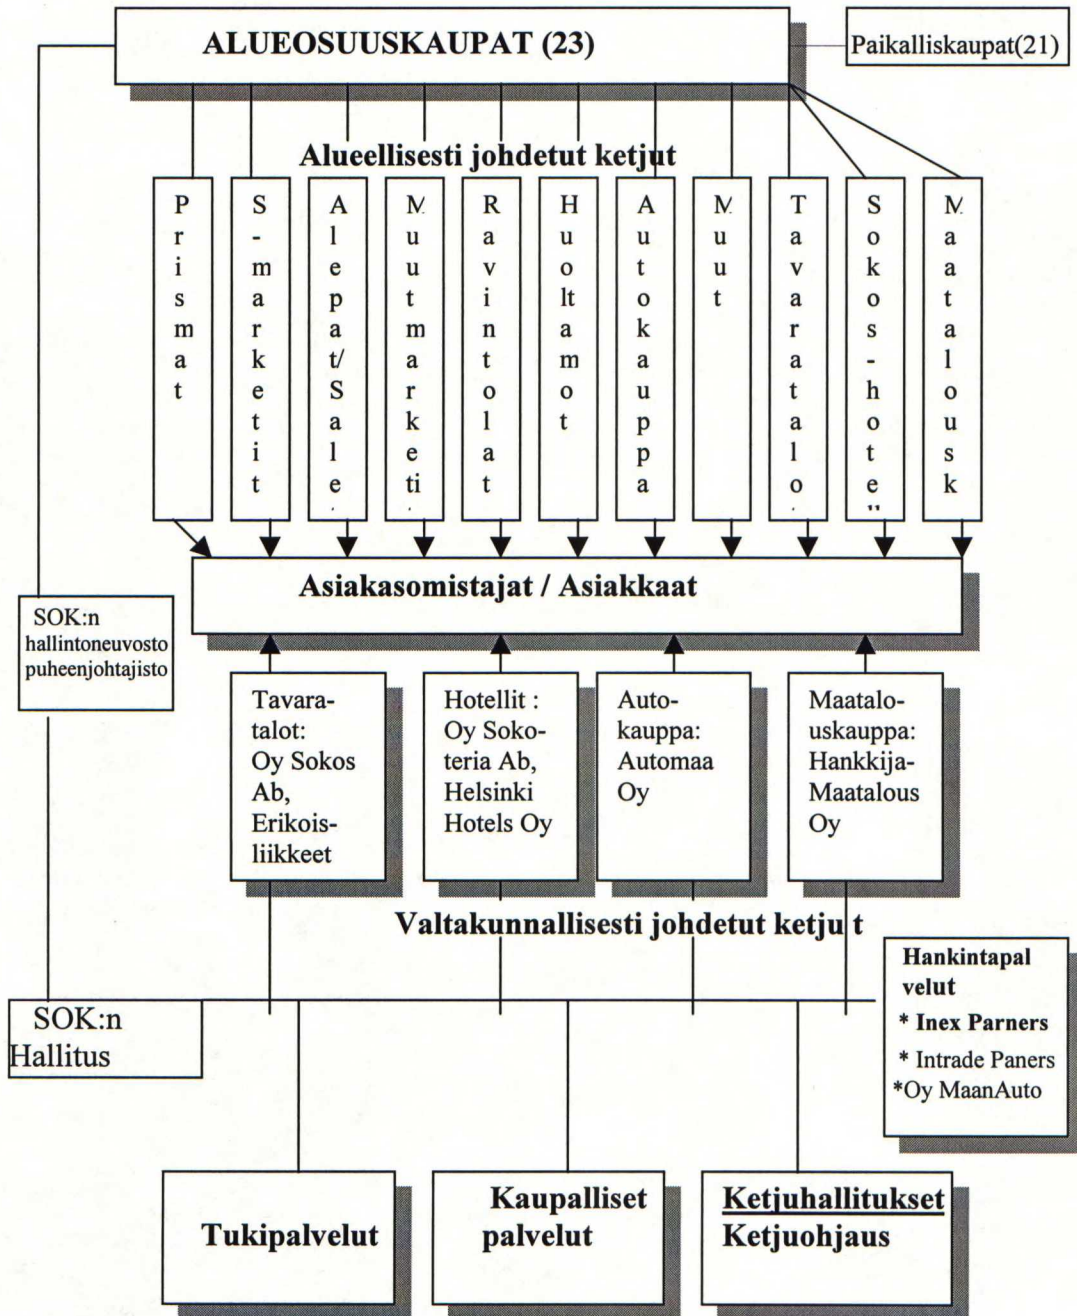 ALUEOSUUSKAUPAT (23)
Paikalliskaupat(21)
Alueellisesti johdetut ketjut
Prismat
S-marketit
Alepat/Sale
Muutmarketi
Ravintolat
Huoltamot
Autokauppa
Muut
Tavaratalo
Sokos-hote
Maatalousk
Asiakasomistajat / Asiakkaat
SOK:n
hallintoneuvosto
puheenjohtajisto
Tavara-
talot:
Oy Sokos
Ab,
Erikois-
liikkeet
Hotellit :
Oy Soko-
teria Ab,
Helsinki
Hotels Oy
Auto-
kauppa:
Automaa
Oy
Maatalo-
uskauppa:
Hankkija-
Maatalous
Oy
Valtakunnallisesti johdetut ketjut
Hankintapal
velut
* Inex Parners
* Intrade Paners
*Oy MaanAuto
SOK:n
Hallitus
Tukipalvelut
Kaupalliset
palvelut
Ketjuhallitukset
Ketjuohjaus